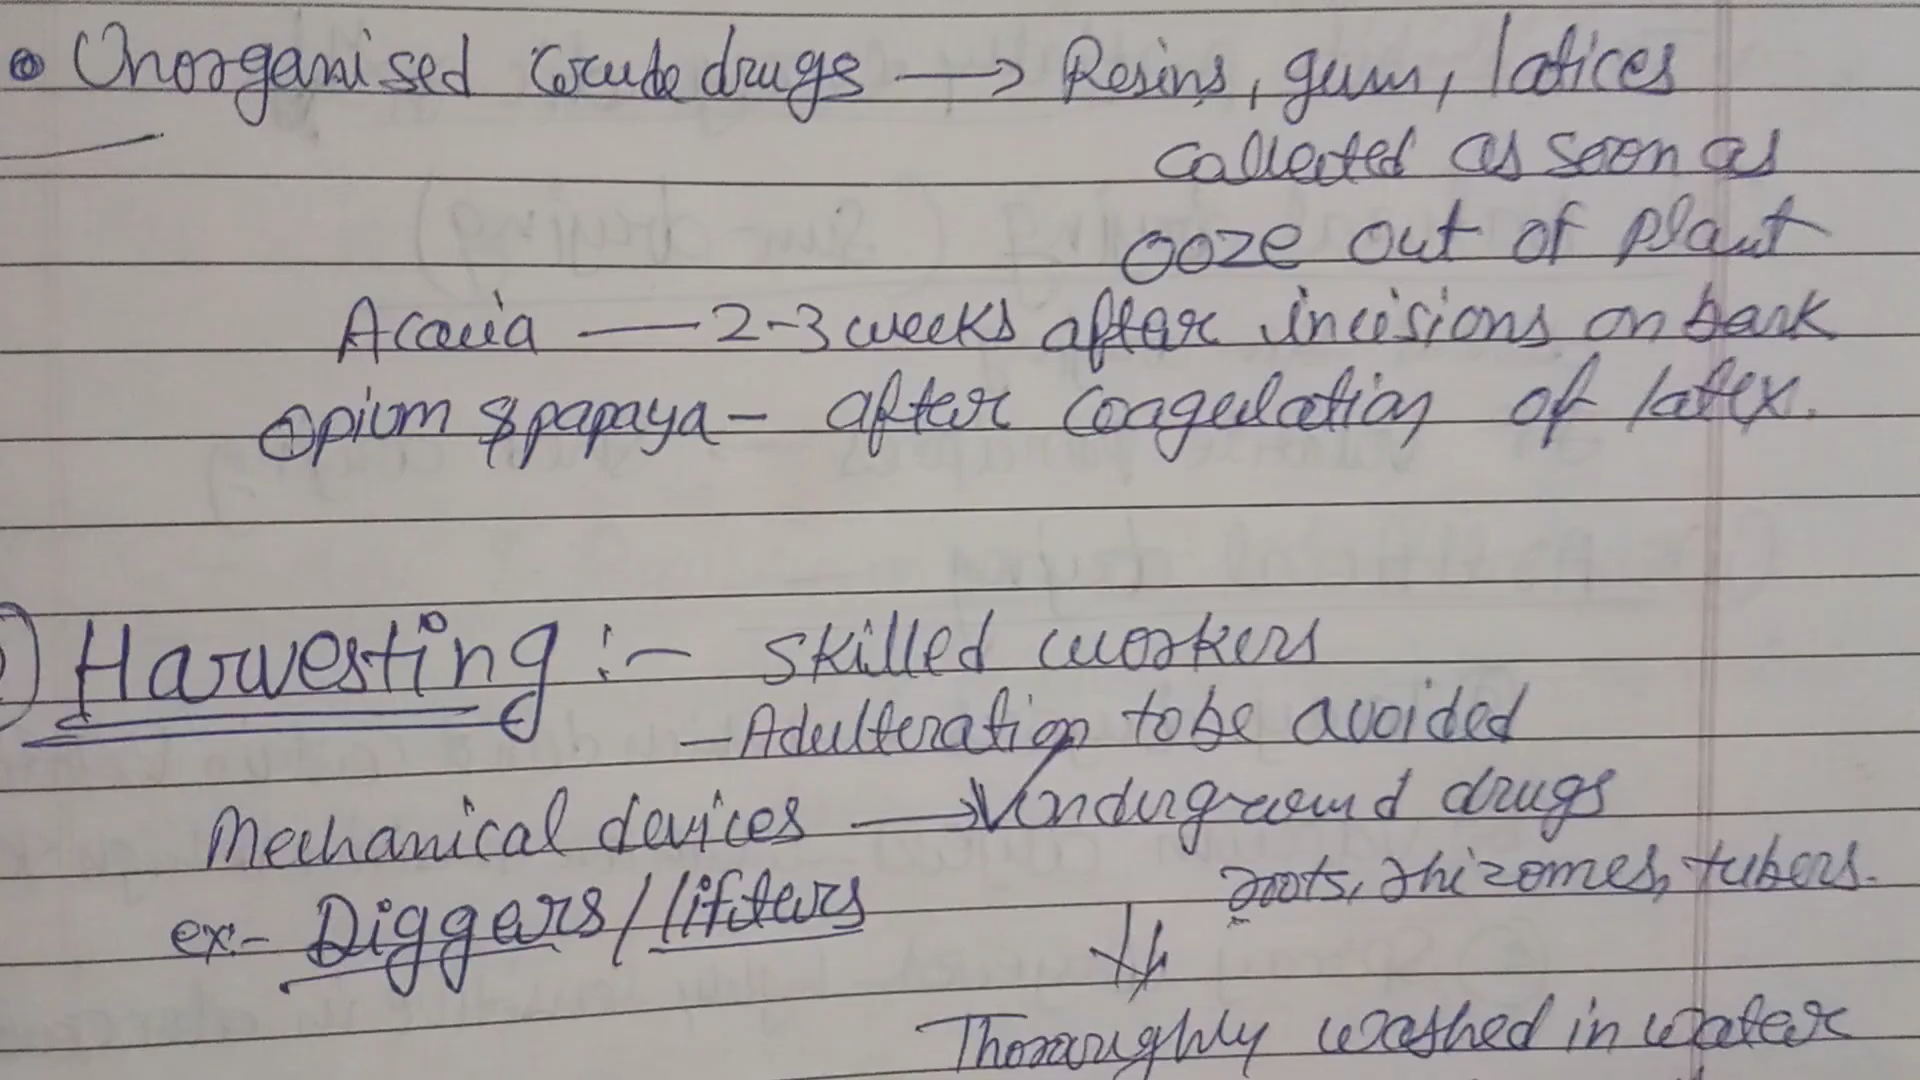 Unorganised crude drugs → Resins, gum, latices
collected as soon as
ooze out of plant
Acacia — 2-3 weeks after incisions on bark
Opium & papaya - after coagulation of latex.
Harvesting :- skilled workers
- Adulteration to be avoided
Mechanical devices → Underground drugs
roots, rhizomes, tubers.
ex:- Diggers / lifters
Thoroughly washed in water